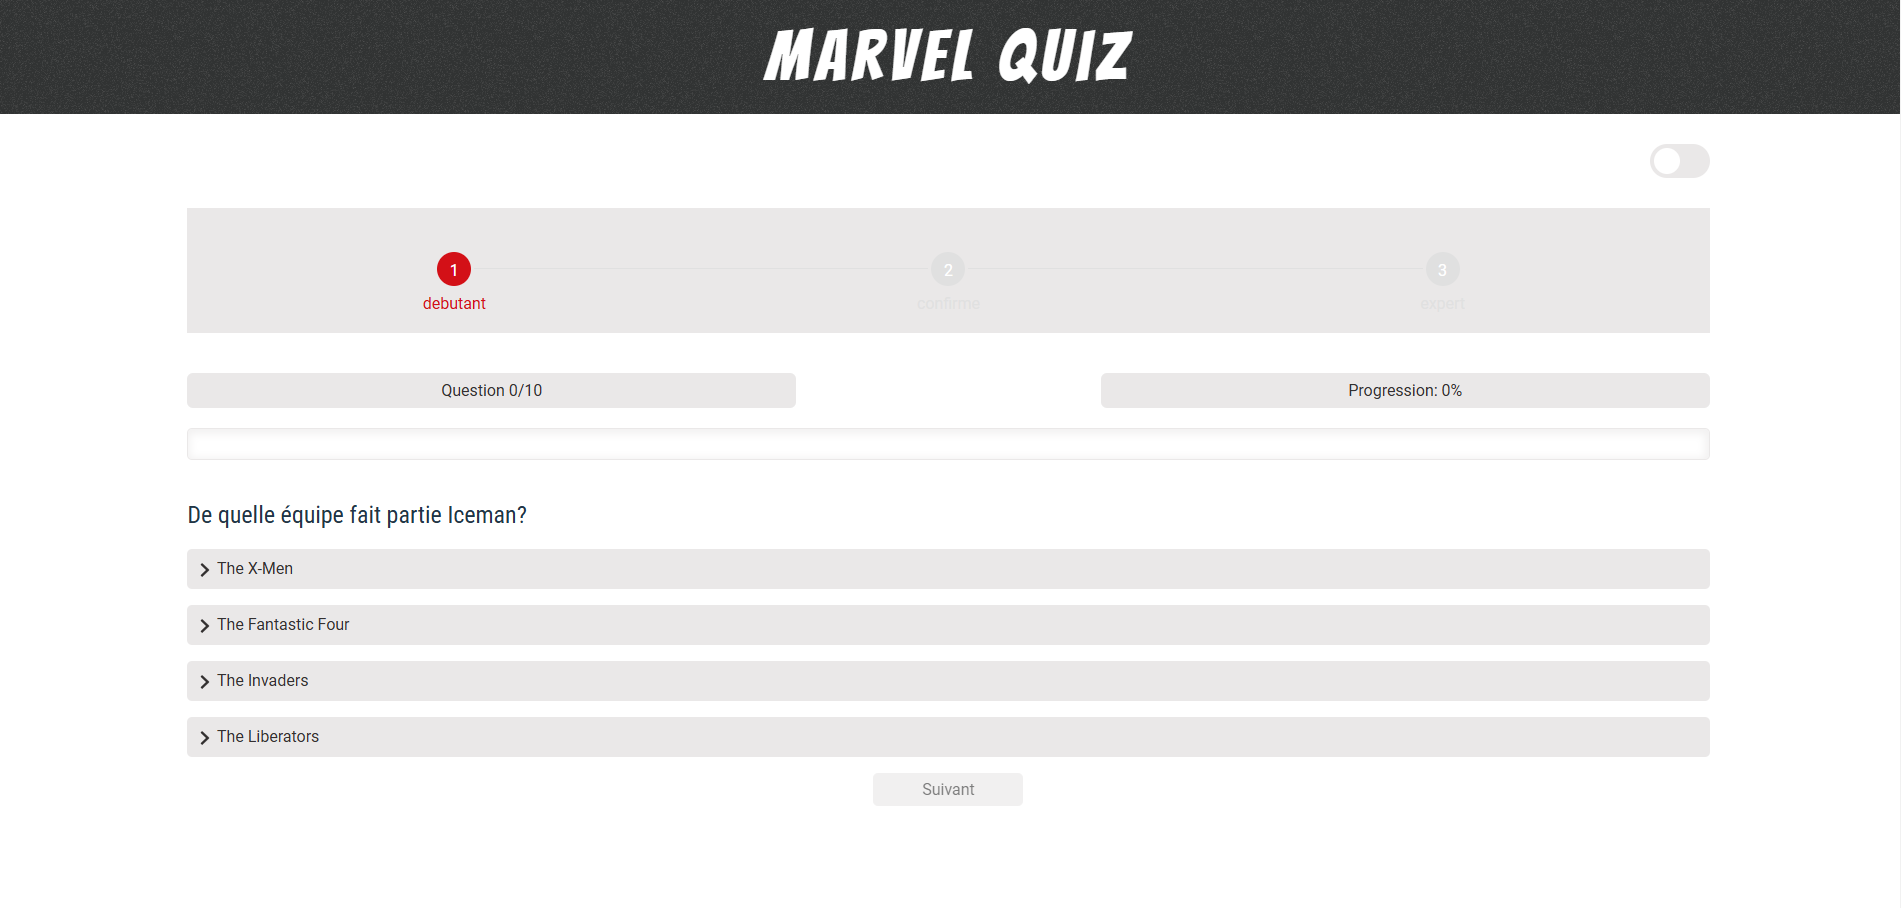 MARVEL QUIZ
1
2
3
debutant
confirme
expert
Question 0/10
Progression: 0%
De quelle équipe fait partie Iceman?
The X-Men
The Fantastic Four
The Invaders
The Liberators
Suivant